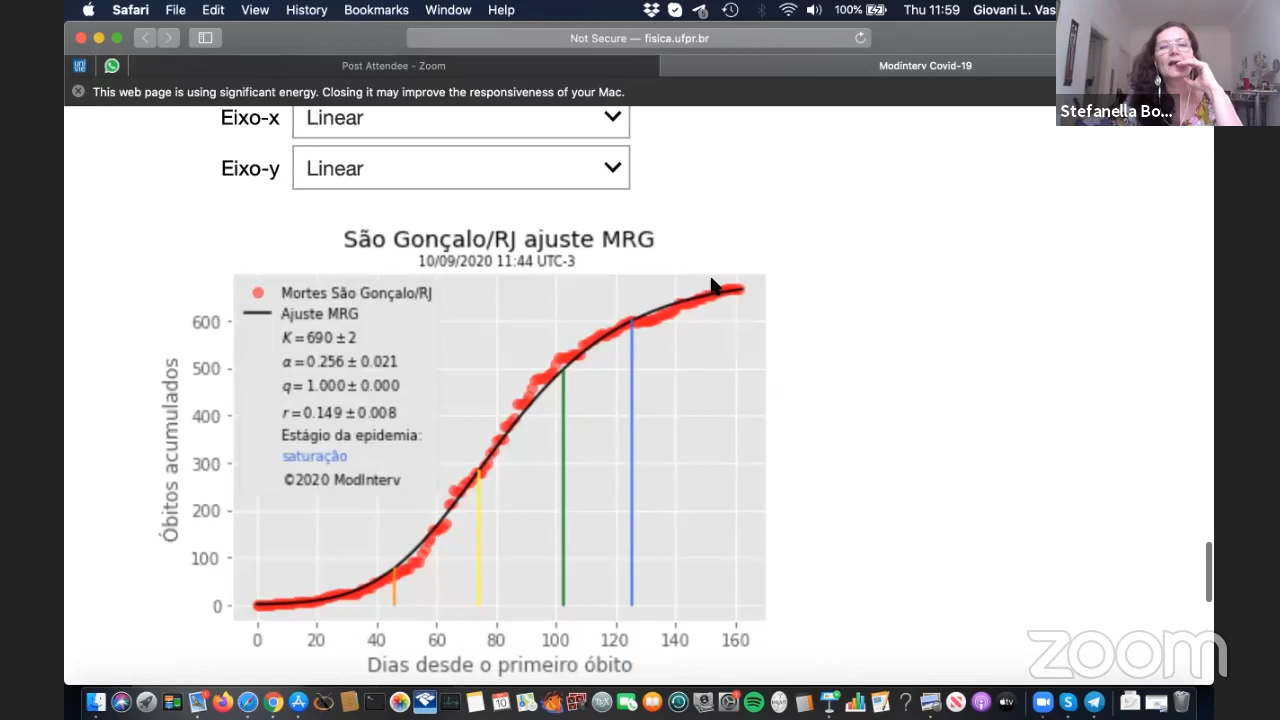 Safari File Edit View History Bookmarks Window Help 100% Thu 11:59 Giovani L. Vas
Not Secure — fisica.ufpr.br
Post Attendee - Zoom
Modinterv Covid-19
This web page is using significant energy. Closing it may improve the responsiveness of your Mac.
Stefanella Bo...
Eixo-x Linear
Eixo-y Linear
São Gonçalo/RJ ajuste MRG
10/09/2020 11:44 UTC-3
Mortes São Gonçalo/RJ
Ajuste MRG
K = 690 ± 2
α = 0.256 ± 0.021
q = 1.000 ± 0.000
r = 0.149 ± 0.008
Estágio da epidemia:
saturação
©2020 ModInterv
Óbitos acumulados
600
500
400
300
200
100
0
0 20 40 60 80 100 120 140 160
Dias desde o primeiro óbito
zoom